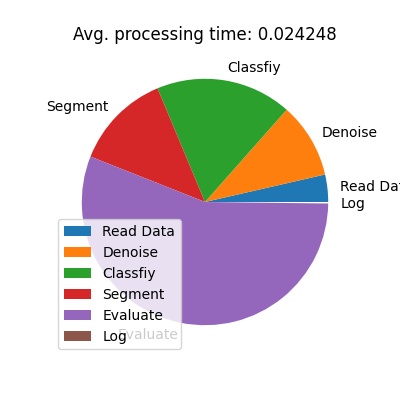 Avg. processing time: 0.024248
Classfiy
Segment
Denoise
Read Dat
Log
Read Data
Denoise
Classfiy
Segment
Evaluate
Log
Evaluate